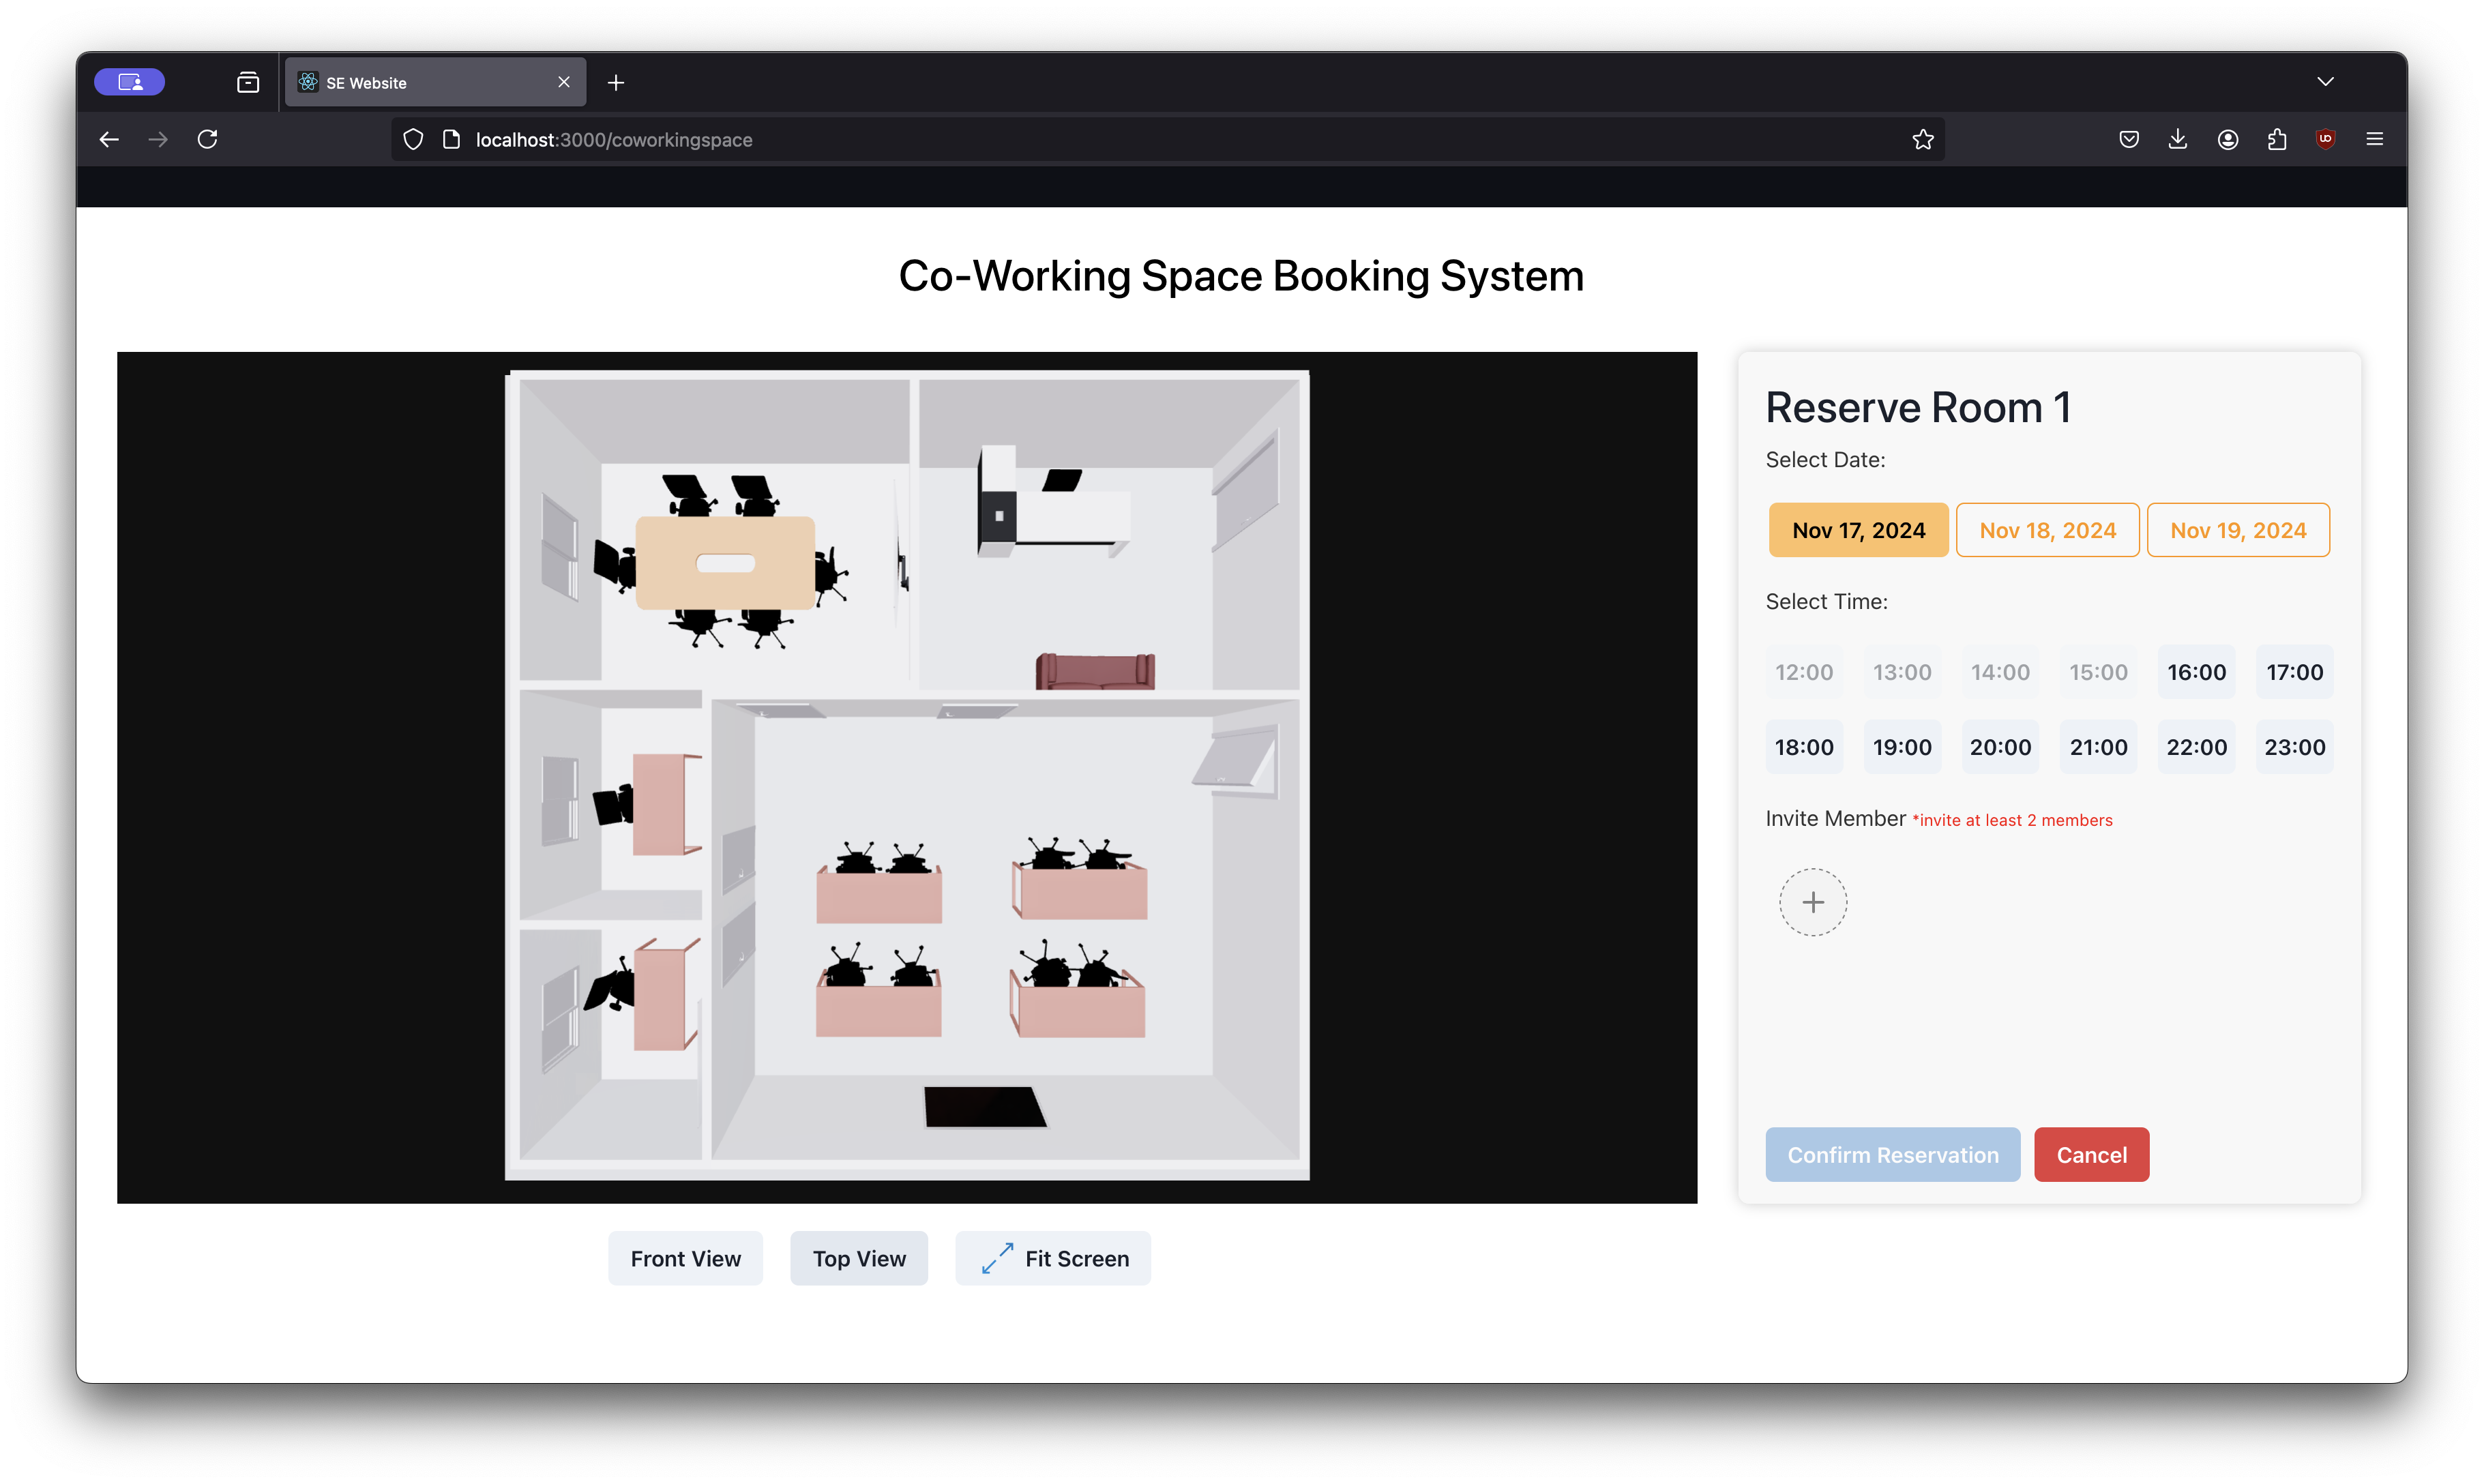 SE Website
localhost:3000/coworkingspace
Co-Working Space Booking System
Reserve Room 1
Select Date:
Nov 17, 2024 Nov 18, 2024 Nov 19, 2024
Select Time:
12:00 13:00 14:00 15:00 16:00 17:00
18:00 19:00 20:00 21:00 22:00 23:00
Invite Member *invite at least 2 members
Confirm Reservation Cancel
Front View Top View Fit Screen